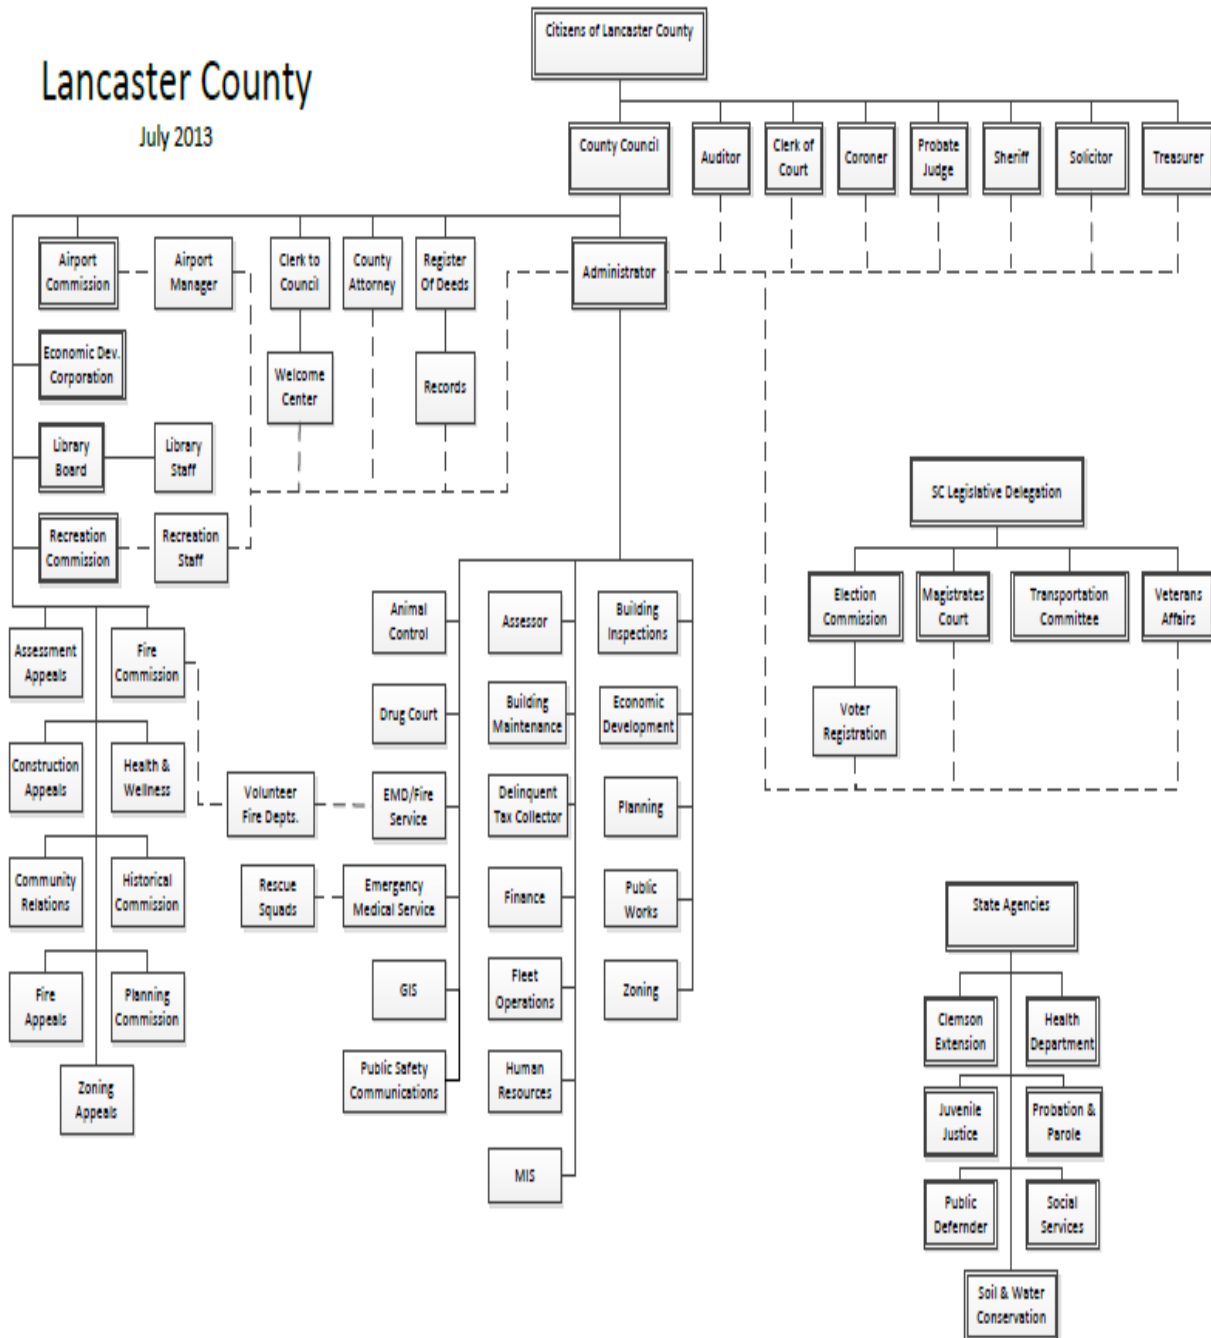 Lancaster County
July 2013
Citizens of Lancaster County
County Council
Auditor
Clerk of
Court
Coroner
Probate
Judge
Sheriff
Solicitor
Treasurer
Airport
Commission
Airport
Manager
Clerk to
Council
County
Attorney
Register
Of Deeds
Administrator
Economic Dev.
Corporation
Welcome
Center
Records
Library
Board
Library
Staff
Recreation
Commission
Recreation
Staff
SC Legislative Delegation
Election
Commission
Magistrates
Court
Transportation
Committee
Veterans
Affairs
Voter
Registration
Assessment
Appeals
Fire
Commission
Construction
Appeals
Health &
Wellness
Community
Relations
Historical
Commission
Fire
Appeals
Planning
Commission
Zoning
Appeals
Volunteer
Fire Depts.
Rescue
Squads
Animal
Control
Drug Court
EMD/Fire
Service
Emergency
Medical Service
GIS
Public Safety
Communications
Assessor
Building
Maintenance
Delinquent
Tax Collector
Finance
Fleet
Operations
Human
Resources
MIS
Building
Inspections
Economic
Development
Planning
Public
Works
Zoning
State Agencies
Clemson
Extension
Health
Department
Juvenile
Justice
Probation &
Parole
Public
Defernder
Social
Services
Soil & Water
Conservation